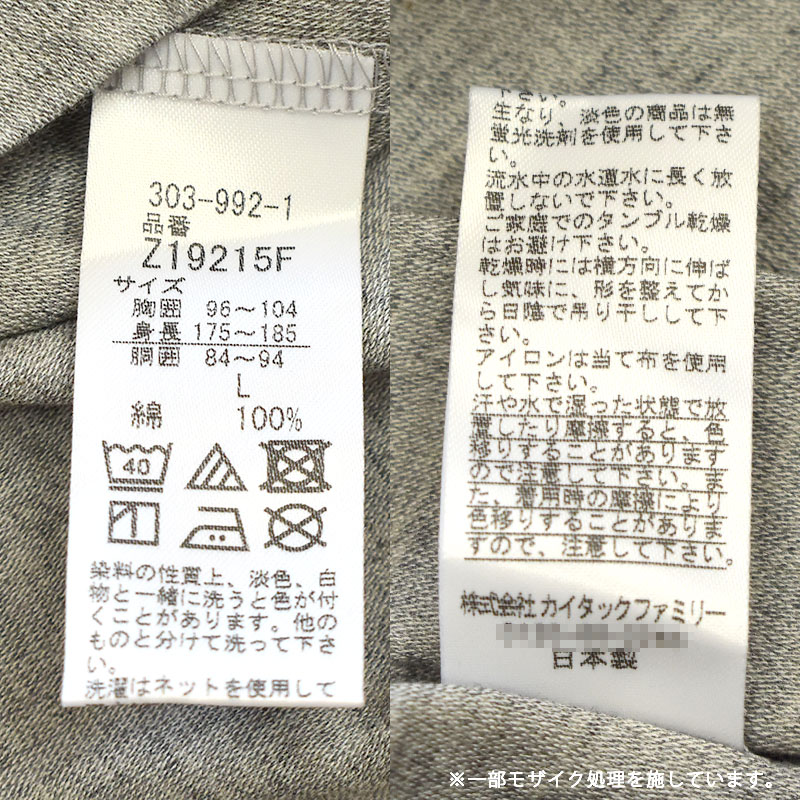 303-992-1
品番
Z19215F
サイズ
胸囲 96～104
身長 175～185
胴囲 84～94
L
綿 100%
40
染料の性質上、淡色、白
物と一緒に洗うと色が付
くことがあります。他の
ものと分けて洗って下さ
い。
洗濯はネットを使用して
下さい。
生なり、淡色の商品は無
蛍光洗剤を使用して下さ
い。
流水中の水道水に長く放
置しないで下さい。
ご家庭でのタンブル乾燥
はお避け下さい。
乾燥時には横方向に伸ば
し気味に、形を整えてか
ら日陰で吊り干しして下
さい。
アイロンは当て布を使用
して下さい。
汗や水で湿った状態で放
置したり摩擦すると、色
移りすることがあります
ので注意して下さい。ま
た、着用時の摩擦により
色移りすることがありま
すので、注意して下さい。
株式会社カイタックファミリー
日本製
※一部モザイク処理を施しています。